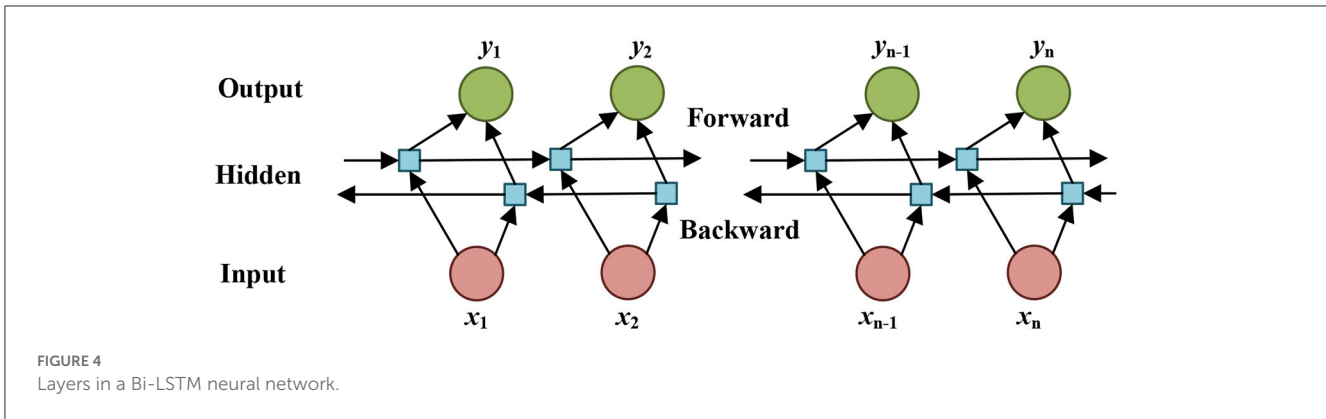 y₁ y₂ yₙ₋₁ yₙ
Output
Forward
Hidden
Backward
Input
x₁ x₂ xₙ₋₁ xₙ
FIGURE 4
Layers in a Bi-LSTM neural network.